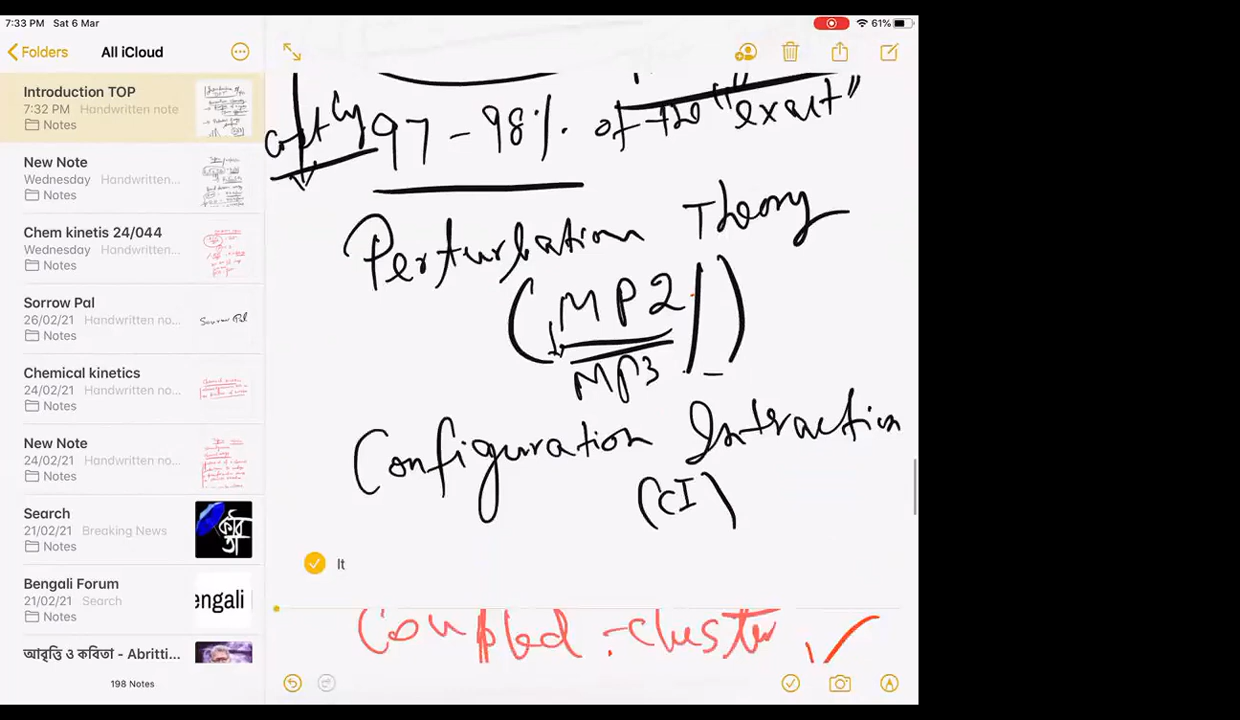 7:33 PM Sat 6 Mar
61%
Folders
All iCloud
Introduction TOP
7:32 PM Handwritten note
Notes
New Note
Wednesday Handwritten...
Notes
Chem kinetis 24/044
Wednesday Handwritten...
Notes
Sorrow Pal
26/02/21 Handwritten no...
Notes
Chemical kinetics
24/02/21 Handwritten no...
Notes
New Note
24/02/21 Handwritten no...
Notes
Search
21/02/21 Breaking News
Notes
Bengali Forum
21/02/21 Search
Notes
engali
আবৃত্তি ও কবিতা - Abritti...
198 Notes
97 - 98% of the "exact"
Perturbation Theory
(MP2)
MP3
Configuration Interaction
(CI)
It
Coupled - cluster